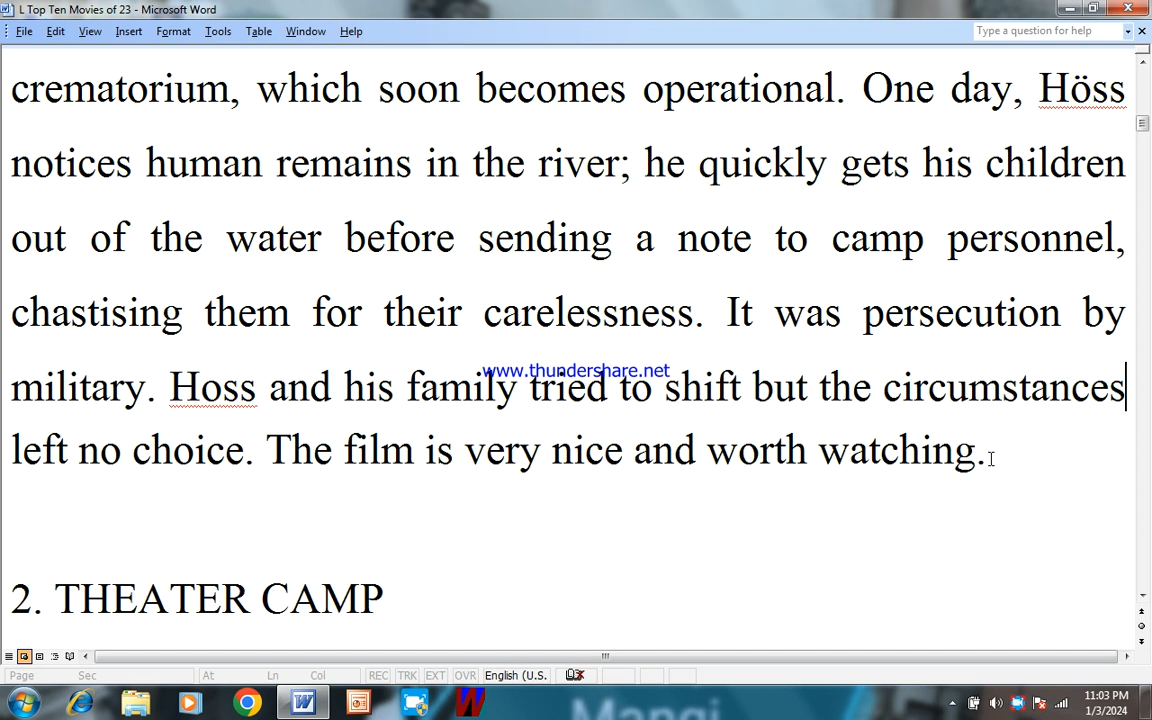 L Top Ten Movies of 23 - Microsoft Word
File Edit View Insert Format Tools Table Window Help Type a question for help
crematorium, which soon becomes operational. One day, Höss
notices human remains in the river; he quickly gets his children
out of the water before sending a note to camp personnel,
chastising them for their carelessness. It was persecution by
www.thundershare.net
military. Hoss and his family tried to shift but the circumstances
left no choice. The film is very nice and worth watching.
2. THEATER CAMP
Page Sec At Ln Col REC TRK EXT OVR English (U.S.
Mangi
11:03 PM
1/3/2024